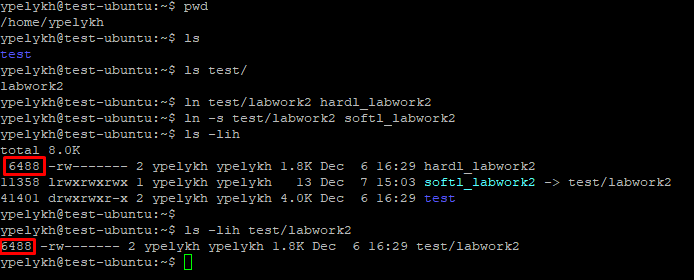 ypelykh@test-ubuntu:~$ pwd
/home/ypelykh
ypelykh@test-ubuntu:~$ ls
test
ypelykh@test-ubuntu:~$ ls test/
labwork2
ypelykh@test-ubuntu:~$ ln test/labwork2 hardl_labwork2
ypelykh@test-ubuntu:~$ ln -s test/labwork2 softl_labwork2
ypelykh@test-ubuntu:~$ ls -lih
total 8.0K
6488 -rw------- 2 ypelykh ypelykh 1.8K Dec  6 16:29 hardl_labwork2
11358 lrwxrwxrwx 1 ypelykh ypelykh   13 Dec  7 15:03 softl_labwork2 -> test/labwork2
41401 drwxrwxr-x 2 ypelykh ypelykh 4.0K Dec  6 16:29 test
ypelykh@test-ubuntu:~$
ypelykh@test-ubuntu:~$ ls -lih test/labwork2
6488 -rw------- 2 ypelykh ypelykh 1.8K Dec  6 16:29 test/labwork2
ypelykh@test-ubuntu:~$